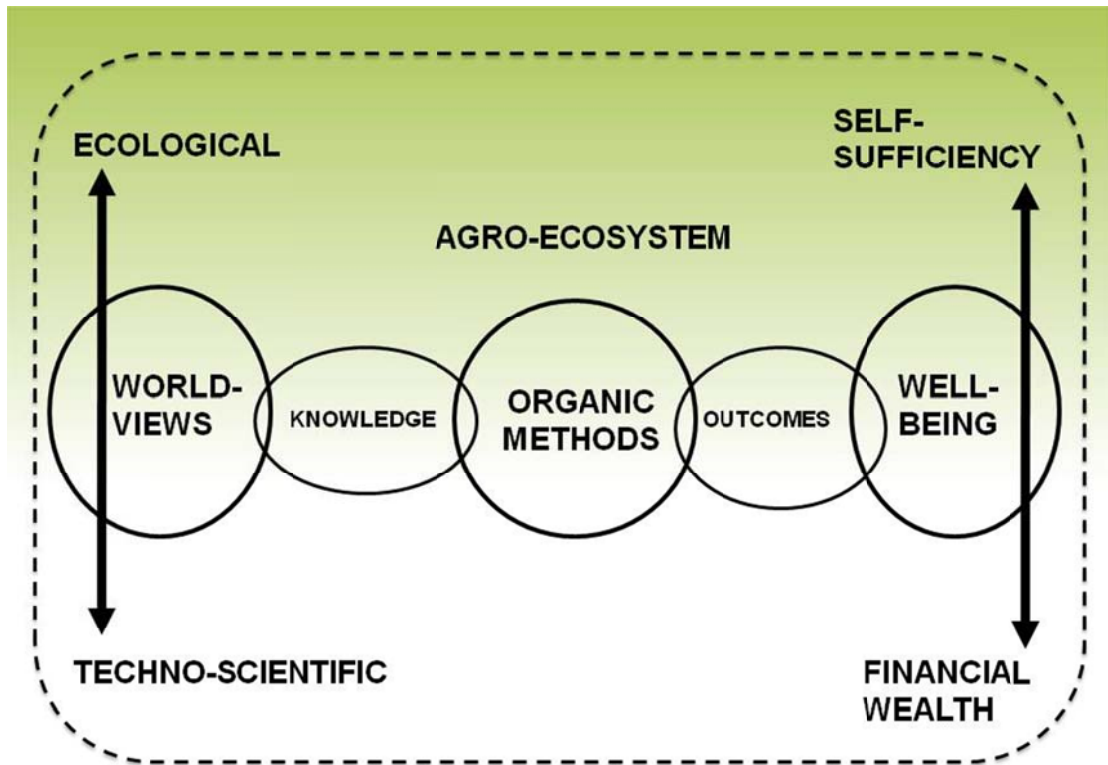 ECOLOGICAL
SELF-
SUFFICIENCY
AGRO-ECOSYSTEM
WORLD-
VIEWS
KNOWLEDGE
ORGANIC
METHODS
OUTCOMES
WELL-
BEING
TECHNO-SCIENTIFIC
FINANCIAL
WEALTH